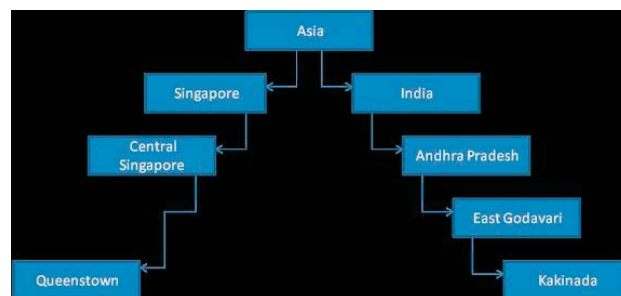 Asia
Singapore
India
Central
Singapore
Andhra Pradesh
East Godavari
Queenstown
Kakinada